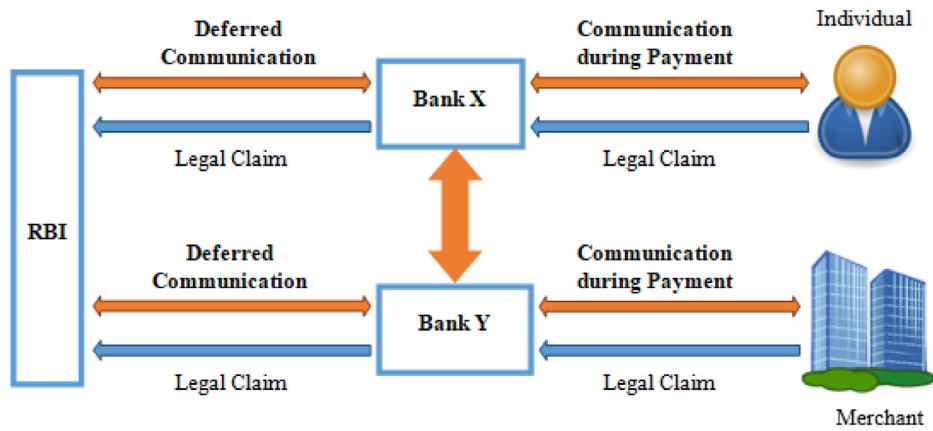 Individual
Deferred
Communication
Communication
during Payment
Bank X
Legal Claim
Legal Claim
RBI
Deferred
Communication
Communication
during Payment
Bank Y
Legal Claim
Legal Claim
Merchant